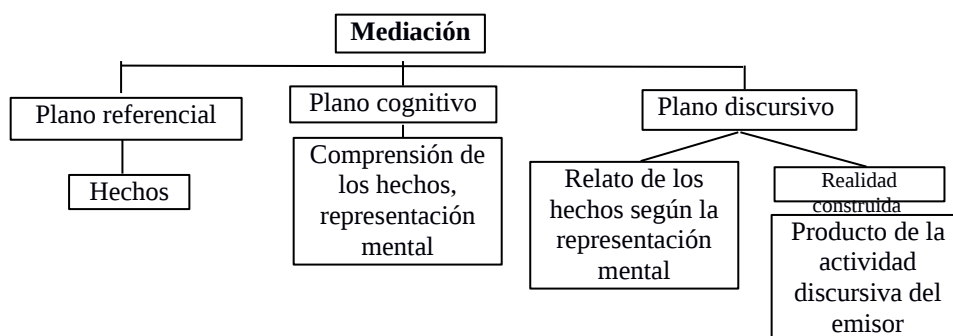 Mediación
Plano referencial
Hechos
Plano cognitivo
Comprensión de
los hechos,
representación
mental
Plano discursivo
Relato de los
hechos según la
representación
mental
Realidad
construida
Producto de la
actividad
discursiva del
emisor